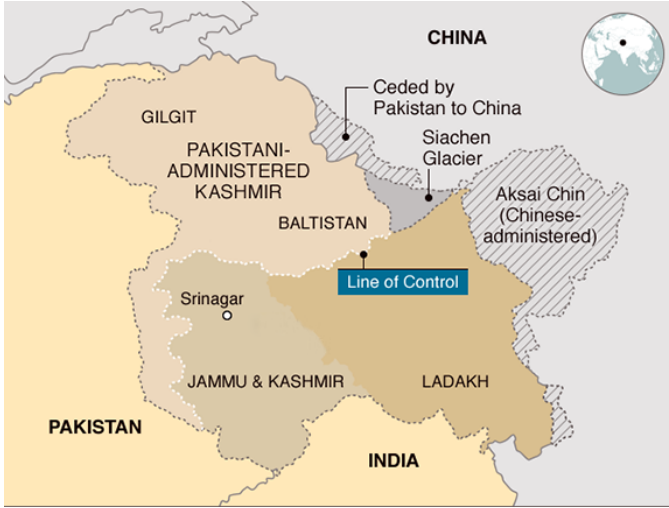 CHINA
Ceded by
Pakistan to China
GILGIT
Siachen
Glacier
PAKISTANI-
ADMINISTERED
KASHMIR
Aksai Chin
(Chinese-
administered)
BALTISTAN
Line of Control
Srinagar
JAMMU & KASHMIR
LADAKH
PAKISTAN
INDIA